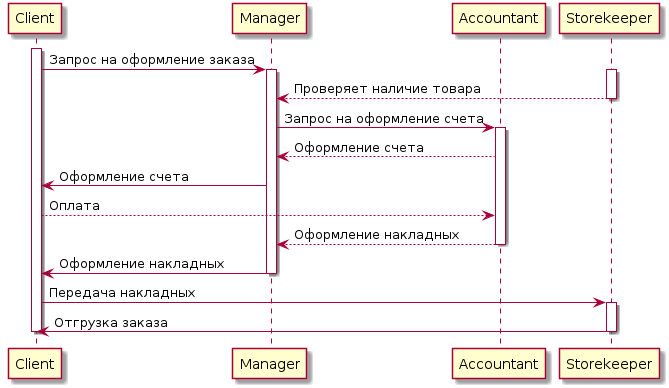 Client
Manager
Accountant
Storekeeper
Запрос на оформление заказа
Проверяет наличие товара
Запрос на оформление счета
Оформление счета
Оформление счета
Оплата
Оформление накладных
Оформление накладных
Передача накладных
Отгрузка заказа
Client
Manager
Accountant
Storekeeper